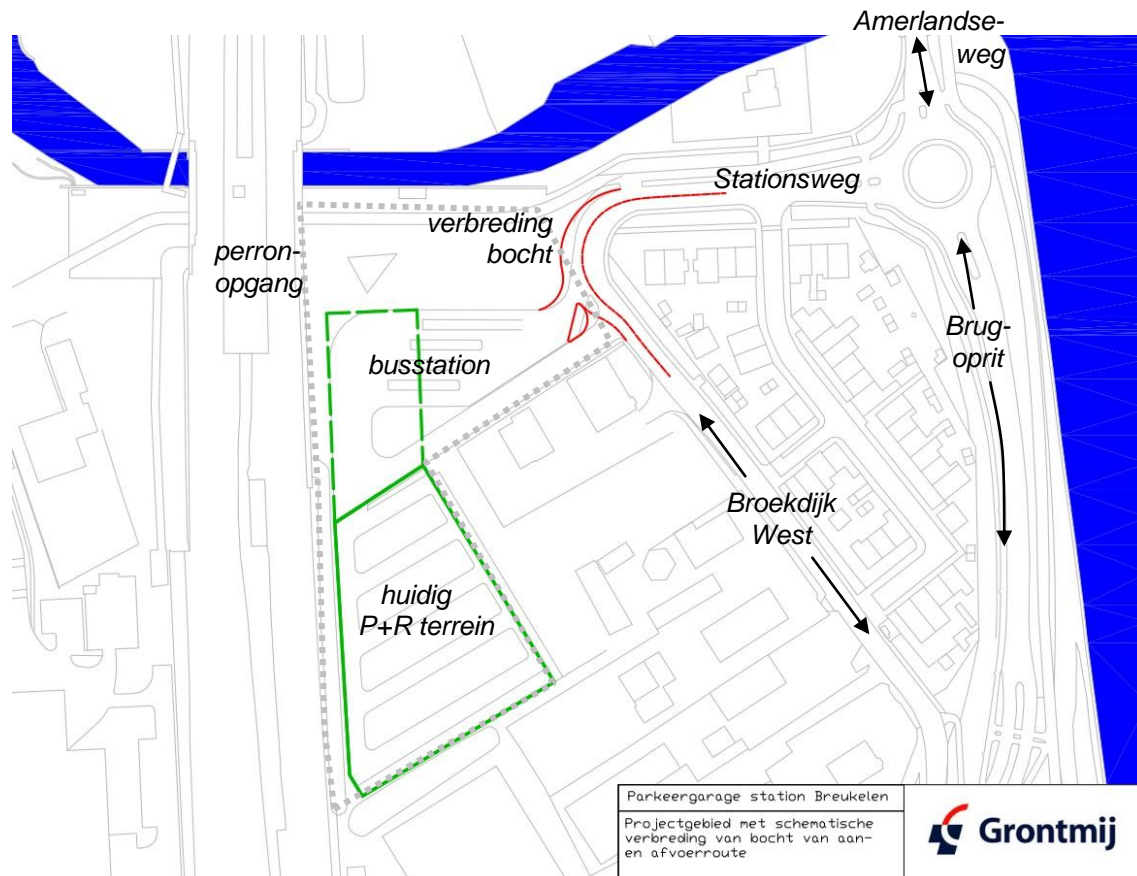 Amerlandse-
weg
Stationsweg
verbreding
bocht
perron-
opgang
Brug-
oprit
busstation
Broekdijk
West
huidig
P+R terrein
Parkeergarage station Breukelen
Projectgebied met schematische
verbreding van bocht van aan-
en afvoerroute
Grontmij